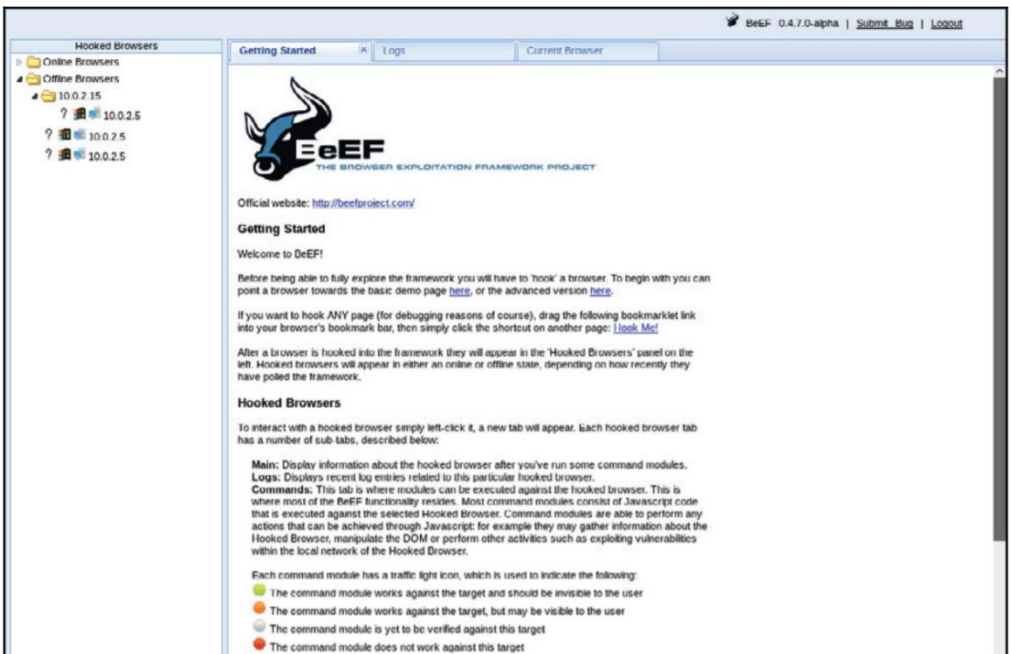 BeEF 0.4.7.0-alpha | Submit Bug | Logout
Hooked Browsers
Getting Started
Logs
Current Browser
Online Browsers
Offline Browsers
10.0.2.15
? 10.0.2.5
? 10.0.2.5
? 10.0.2.5
BeEF
THE BROWSER EXPLOITATION FRAMEWORK PROJECT
Official website: http://beefproject.com/
Getting Started
Welcome to BeEF!
Before being able to fully explore the framework you will have to 'hook' a browser. To begin with you can
point a browser towards the basic demo page here, or the advanced version here.
If you want to hook ANY page (for debugging reasons of course), drag the following bookmarklet link
into your browser's bookmark bar, then simply click the shortcut on another page: Hook Me!
After a browser is hooked into the framework they will appear in the 'Hooked Browsers' panel on the
left. Hooked browsers will appear in either an online or offline state, depending on how recently they
have polled the framework.
Hooked Browsers
To interact with a hooked browser simply left-click it, a new tab will appear. Each hooked browser tab
has a number of sub-tabs, described below:
Main: Display information about the hooked browser after you've run some command modules.
Logs: Displays recent log entries related to this particular hooked browser.
Commands: This tab is where modules can be executed against the hooked browser. This is
where most of the BeEF functionality resides. Most command modules consist of Javascript code
that is executed against the selected Hooked Browser. Command modules are able to perform any
actions that can be achieved through Javascript: for example they may gather information about the
Hooked Browser, manipulate the DOM or perform other activities such as exploiting vulnerabilities
within the local network of the Hooked Browser.
Each command module has a traffic light icon, which is used to indicate the following:
The command module works against the target and should be invisible to the user
The command module works against the target, but may be visible to the user
The command module is yet to be verified against this target
The command module does not work against this target